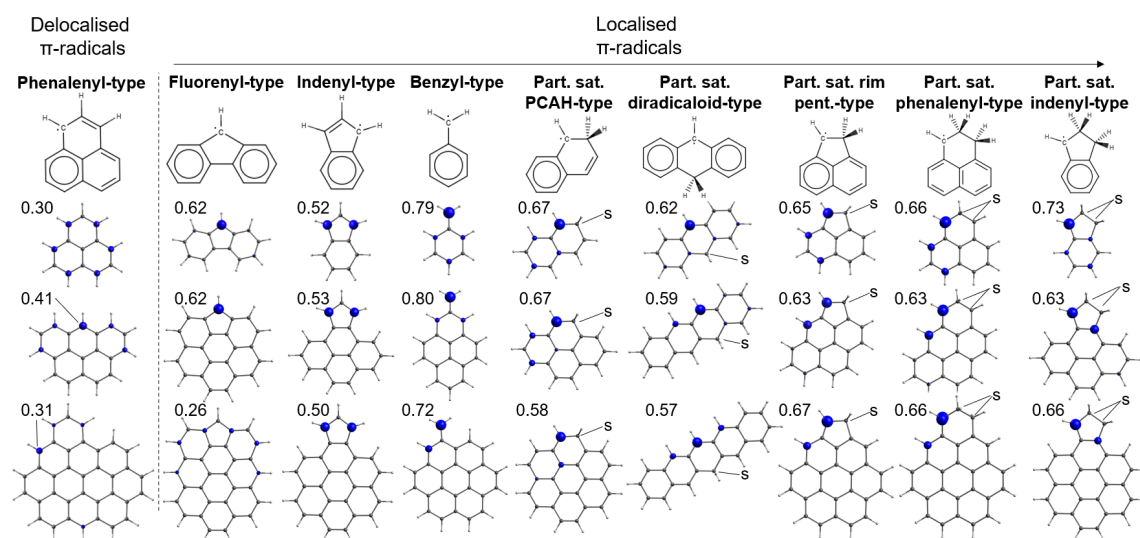 Delocalised
π-radicals
Localised
π-radicals
Phenalenyl-type
Fluorenyl-type
Indenyl-type
Benzyl-type
Part. sat.
PCAH-type
Part. sat.
diradicaloid-type
Part. sat. rim
pent.-type
Part. sat.
phenalenyl-type
Part. sat.
indenyl-type
H C H H
H C
H C H
H C H
H C H H
H C H H
H C H H
H C H H H
H C H H H
0.30 0.62 0.52 0.79 0.67 S 0.62 S 0.65 S 0.66 S 0.73 S
0.41 0.62 0.53 0.80 0.67 S 0.59 S 0.63 S 0.63 S 0.63 S
0.31 0.26 0.50 0.72 0.58 S 0.57 S 0.67 S 0.66 S 0.66 S